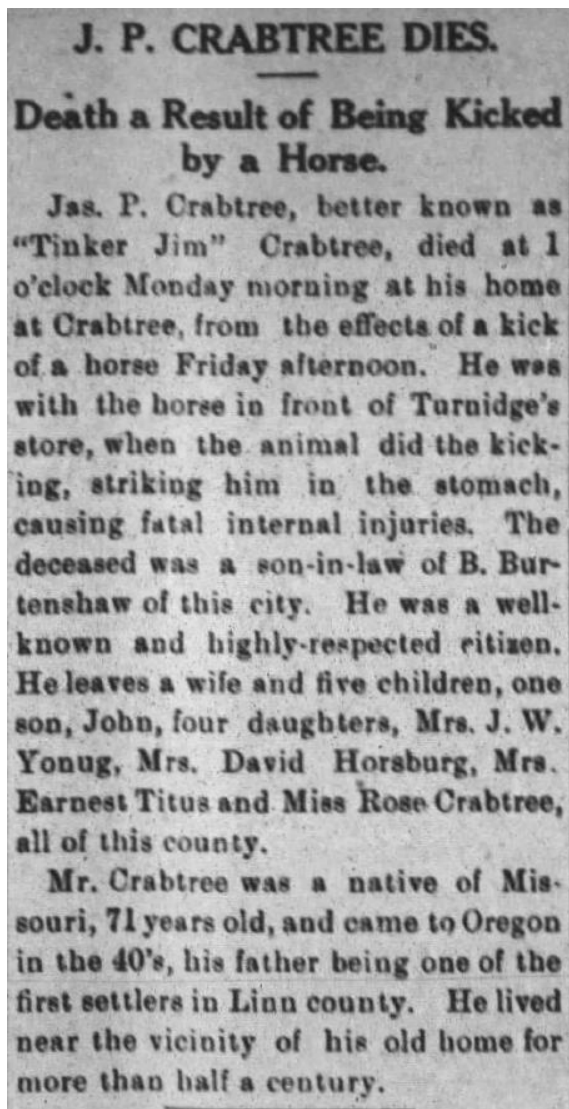 J. P. CRABTREE DIES.
Death a Result of Being Kicked
by a Horse.
Jas. P. Crabtree, better known as
"Tinker Jim" Crabtree, died at 1
o'clock Monday morning at his home
at Crabtree, from the effects of a kick
of a horse Friday afternoon. He was
with the horse in front of Turnidge's
store, when the animal did the kick-
ing, striking him in the stomach,
causing fatal internal injuries. The
deceased was a son-in-law of B. Bur-
tenshaw of this city. He was a well-
known and highly-respected citizen.
He leaves a wife and five children, one
son, John, four daughters, Mrs. J. W.
Yonug, Mrs. David Horsburg, Mrs.
Earnest Titus and Miss Rose Crabtree,
all of this county.
Mr. Crabtree was a native of Mis-
souri, 71 years old, and came to Oregon
in the 40's, his father being one of the
first settlers in Linn county. He lived
near the vicinity of his old home for
more than half a century.